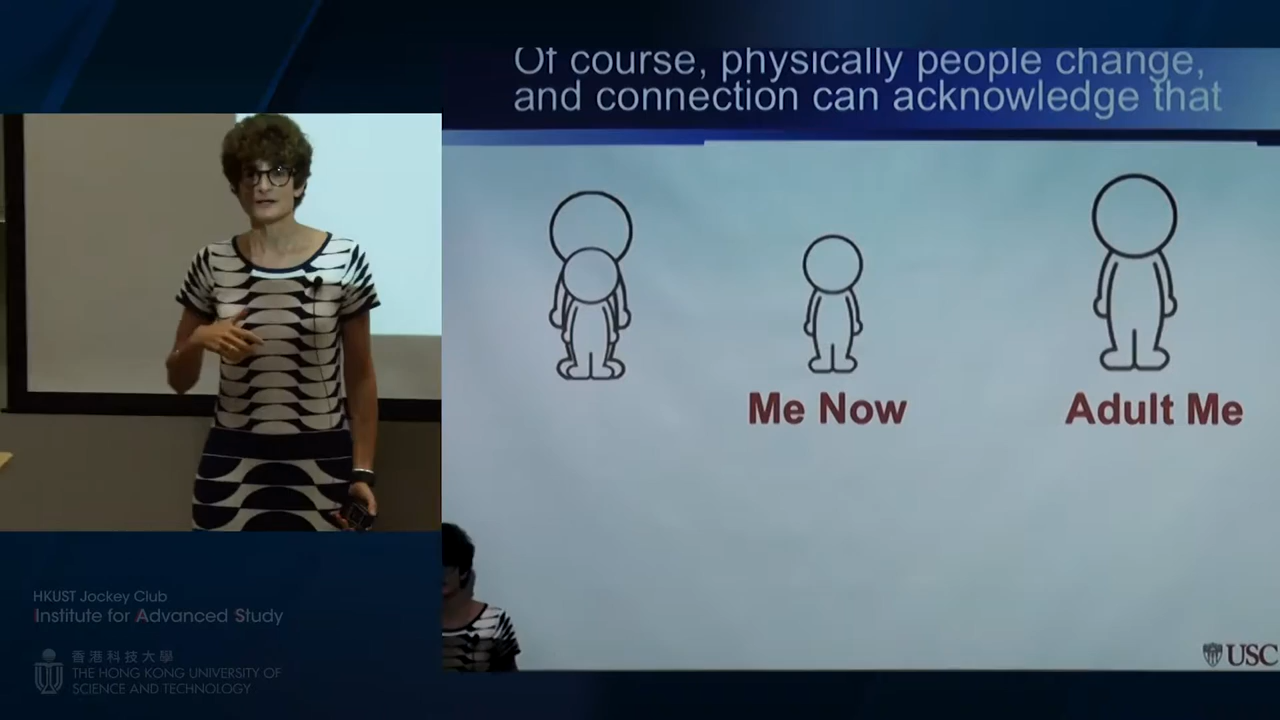 Of course, physically people change,
and connection can acknowledge that
Me Now
Adult Me
USC
HKUST Jockey Club
Institute for Advanced Study
香港科技大學
THE HONG KONG UNIVERSITY OF
SCIENCE AND TECHNOLOGY